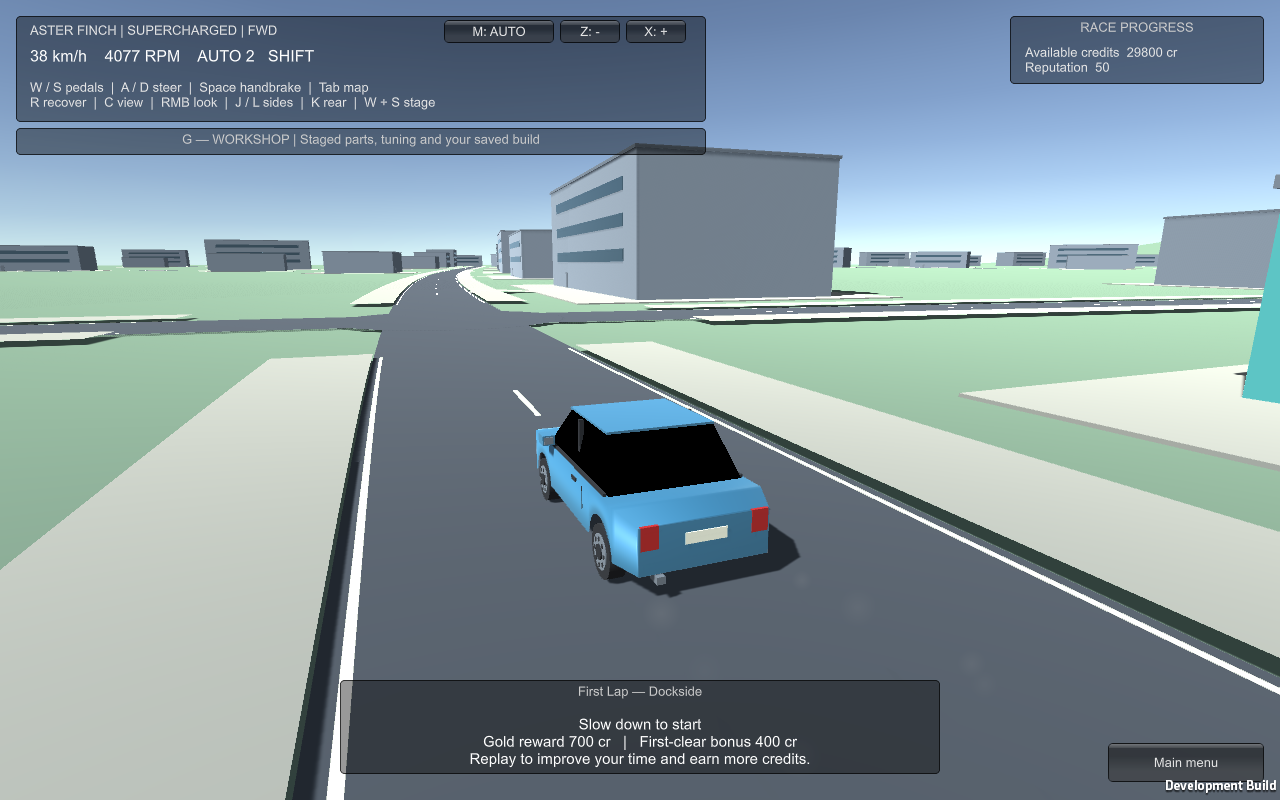 ASTER FINCH | SUPERCHARGED | FWD
M: AUTO
Z: -
X: +
38 km/h 4077 RPM AUTO 2 SHIFT
W / S pedals | A / D steer | Space handbrake | Tab map
R recover | C view | RMB look | J / L sides | K rear | W + S stage
G — WORKSHOP | Staged parts, tuning and your saved build
RACE PROGRESS
Available credits 29800 cr
Reputation 50
First Lap — Dockside
Slow down to start
Gold reward 700 cr | First-clear bonus 400 cr
Replay to improve your time and earn more credits.
Main menu
Development Build